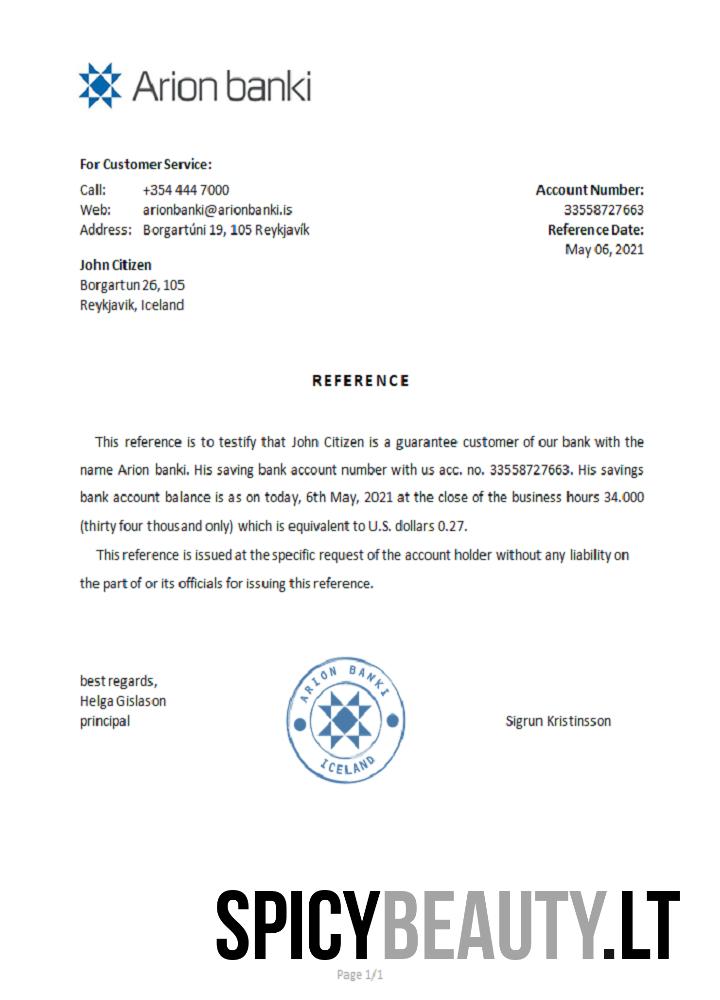 Arion banki
For Customer Service:
Call: +354 444 7000
Web: arionbanki@arionbanki.is
Address: Borgartúni 19, 105 Reykjavík
Account Number:
33558727663
Reference Date:
May 06, 2021
John Citizen
Borgartun 26, 105
Reykjavik, Iceland
REFERENCE
This reference is to testify that John Citizen is a guarantee customer of our bank with the
name Arion banki. His saving bank account number with us acc. no. 33558727663. His savings
bank account balance is as on today, 6th May, 2021 at the close of the business hours 34.000
(thirty four thousand only) which is equivalent to U.S. dollars 0.27.
This reference is issued at the specific request of the account holder without any liability on
the part of or its officials for issuing this reference.
best regards,
Helga Gislason
principal
ARION BANKI
ICELAND
Sigrun Kristinsson
SPICYBEAUTY.LT
Page 1/1